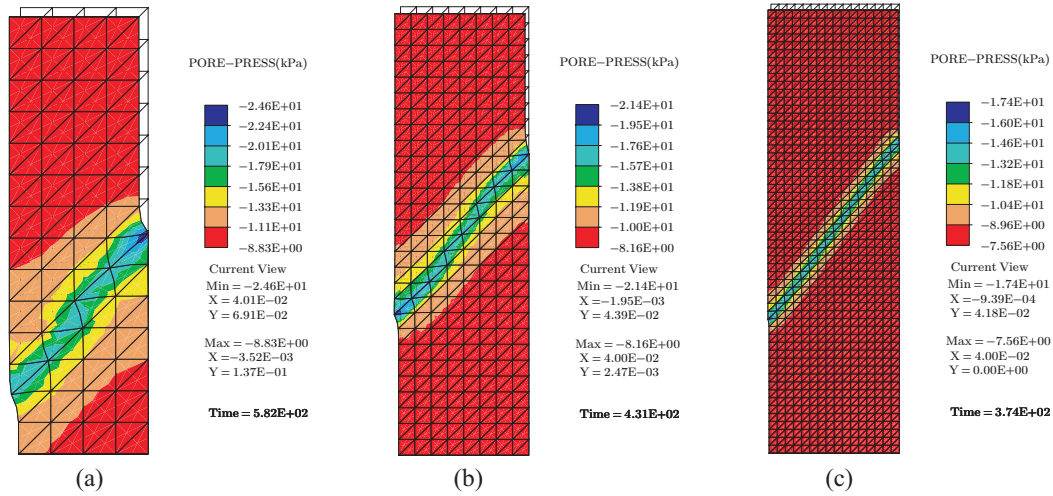 PORE−PRESS(kPa)
−2.46E+01
−2.24E+01
−2.01E+01
−1.79E+01
−1.56E+01
−1.33E+01
−1.11E+01
−8.83E+00
Current View
Min = −2.46E+01
X = 4.01E−02
Y = 6.91E−02
Max = −8.83E+00
X =−3.52E−03
Y = 1.37E−01
Time = 5.82E+02
(a)
PORE−PRESS(kPa)
−2.14E+01
−1.95E+01
−1.76E+01
−1.57E+01
−1.38E+01
−1.19E+01
−1.00E+01
−8.16E+00
Current View
Min = −2.14E+01
X =−1.95E−03
Y = 4.39E−02
Max = −8.16E+00
X = 4.00E−02
Y = 2.47E−03
Time = 4.31E+02
(b)
PORE−PRESS(kPa)
−1.74E+01
−1.60E+01
−1.46E+01
−1.32E+01
−1.18E+01
−1.04E+01
−8.96E+00
−7.56E+00
Current View
Min = −1.74E+01
X =−9.39E−04
Y = 4.18E−02
Max = −7.56E+00
X = 4.00E−02
Y = 0.00E+00
Time = 3.74E+02
(c)